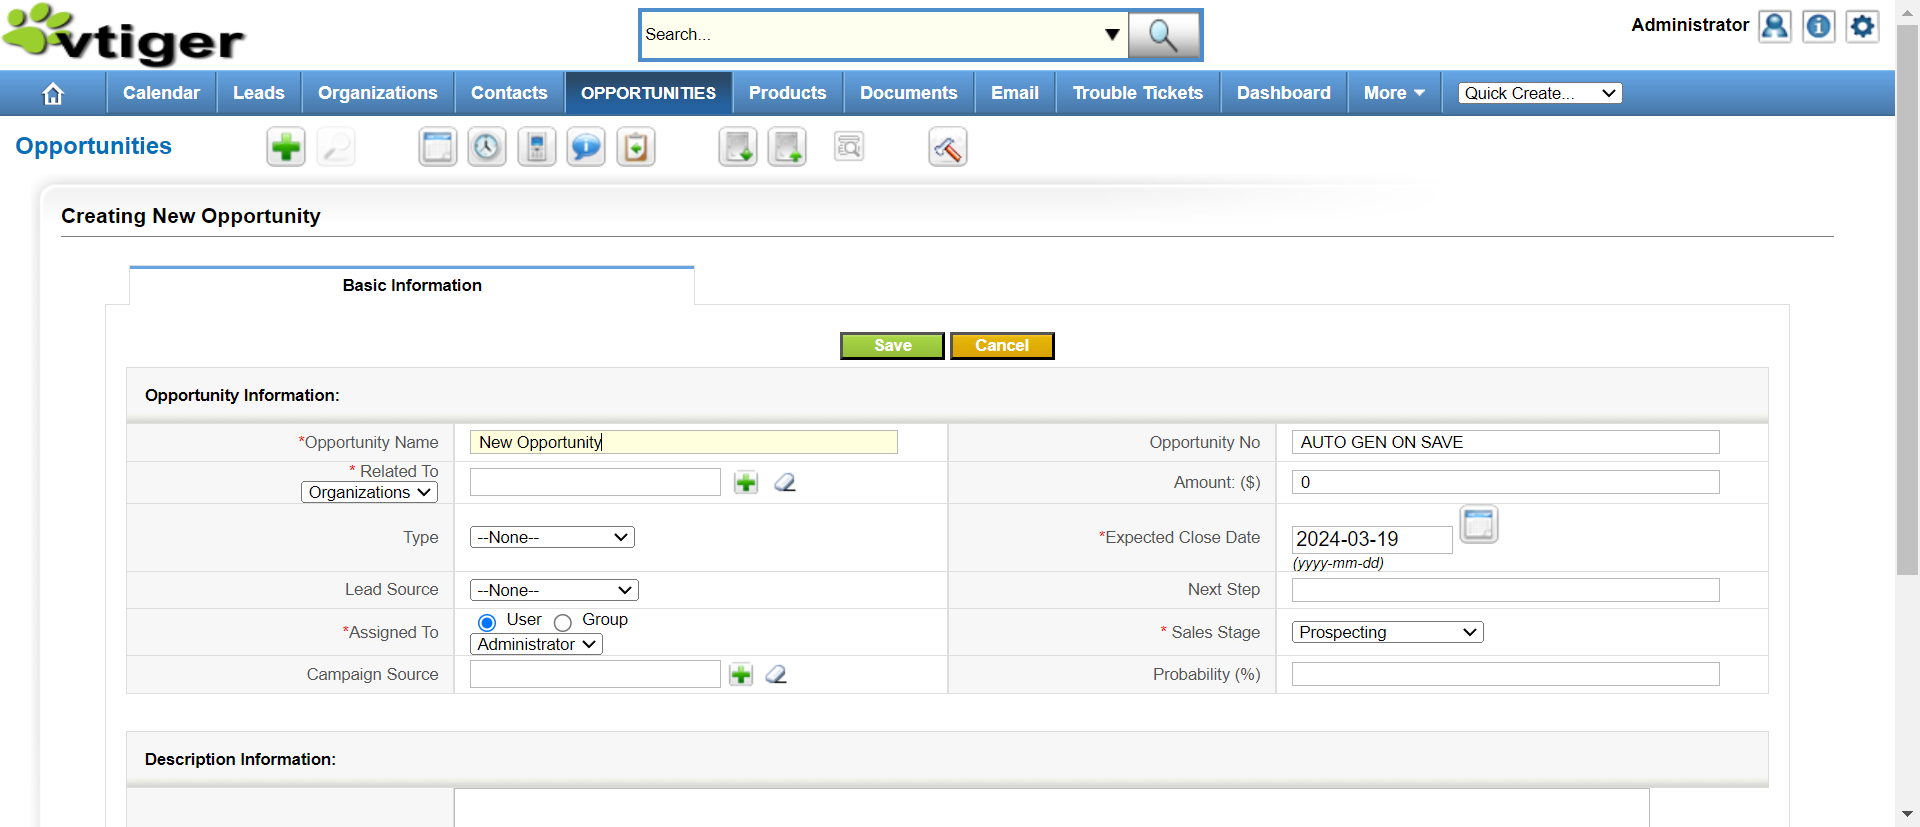 vtiger
Search...
Administrator
Calendar
Leads
Organizations
Contacts
OPPORTUNITIES
Products
Documents
Email
Trouble Tickets
Dashboard
More
Quick Create...
Opportunities
Creating New Opportunity
Basic Information
Save
Cancel
Opportunity Information:
*Opportunity Name
New Opportunity
Opportunity No
AUTO GEN ON SAVE
* Related To
Organizations
Amount: ($)
0
Type
--None--
*Expected Close Date
2024-03-19
(yyyy-mm-dd)
Lead Source
--None--
Next Step
*Assigned To
User
Group
Administrator
* Sales Stage
Prospecting
Campaign Source
Probability (%)
Description Information: